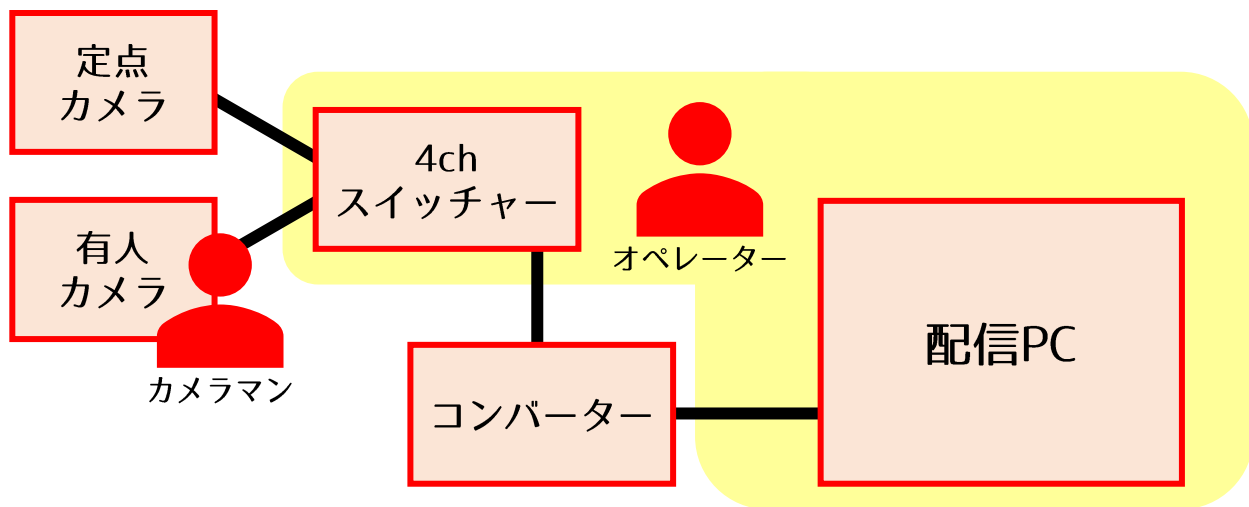 定点
カメラ
4ch
スイッチャー
オペレーター
有人
カメラ
カメラマン
コンバーター
配信PC